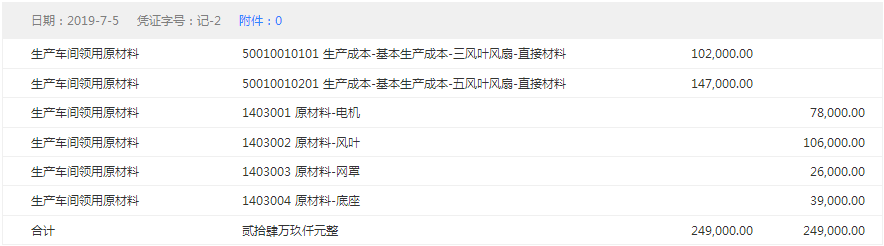 日期：2019-7-5 凭证字号：记-2 附件：0
生产车间领用原材料 50010010101 生产成本-基本生产成本-三风叶风扇-直接材料 102,000.00
生产车间领用原材料 50010010201 生产成本-基本生产成本-五风叶风扇-直接材料 147,000.00
生产车间领用原材料 1403001 原材料-电机 78,000.00
生产车间领用原材料 1403002 原材料-风叶 106,000.00
生产车间领用原材料 1403003 原材料-网罩 26,000.00
生产车间领用原材料 1403004 原材料-底座 39,000.00
合计 贰拾肆万玖仟元整 249,000.00 249,000.00